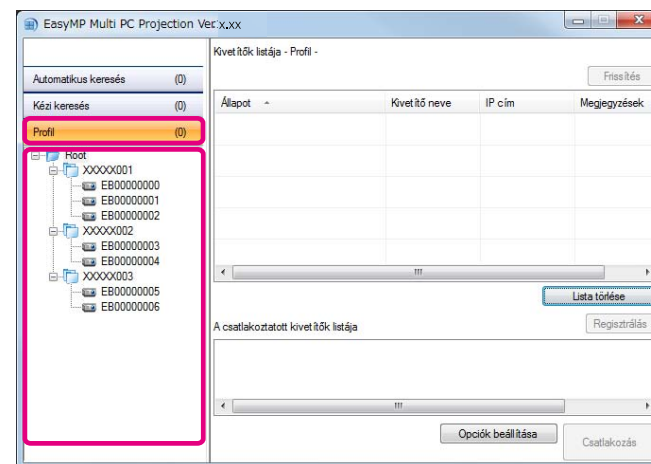 EasyMP Multi PC Projection Ver.x.xx
Kivetítők listája - Profil -
Automatikus keresés (0)
Frissítés
Kézi keresés (0)
Állapot Kivetítő neve IP cím Megjegyzések
Profil (0)
Root
XXXXX001
EB00000000
EB00000001
EB00000002
XXXXX002
EB00000003
EB00000004
XXXXX003
EB00000005
EB00000006
Lista törlése
A csatlakoztatott kivetítők listája
Regisztrálás
Opciók beállítása
Csatlakozás